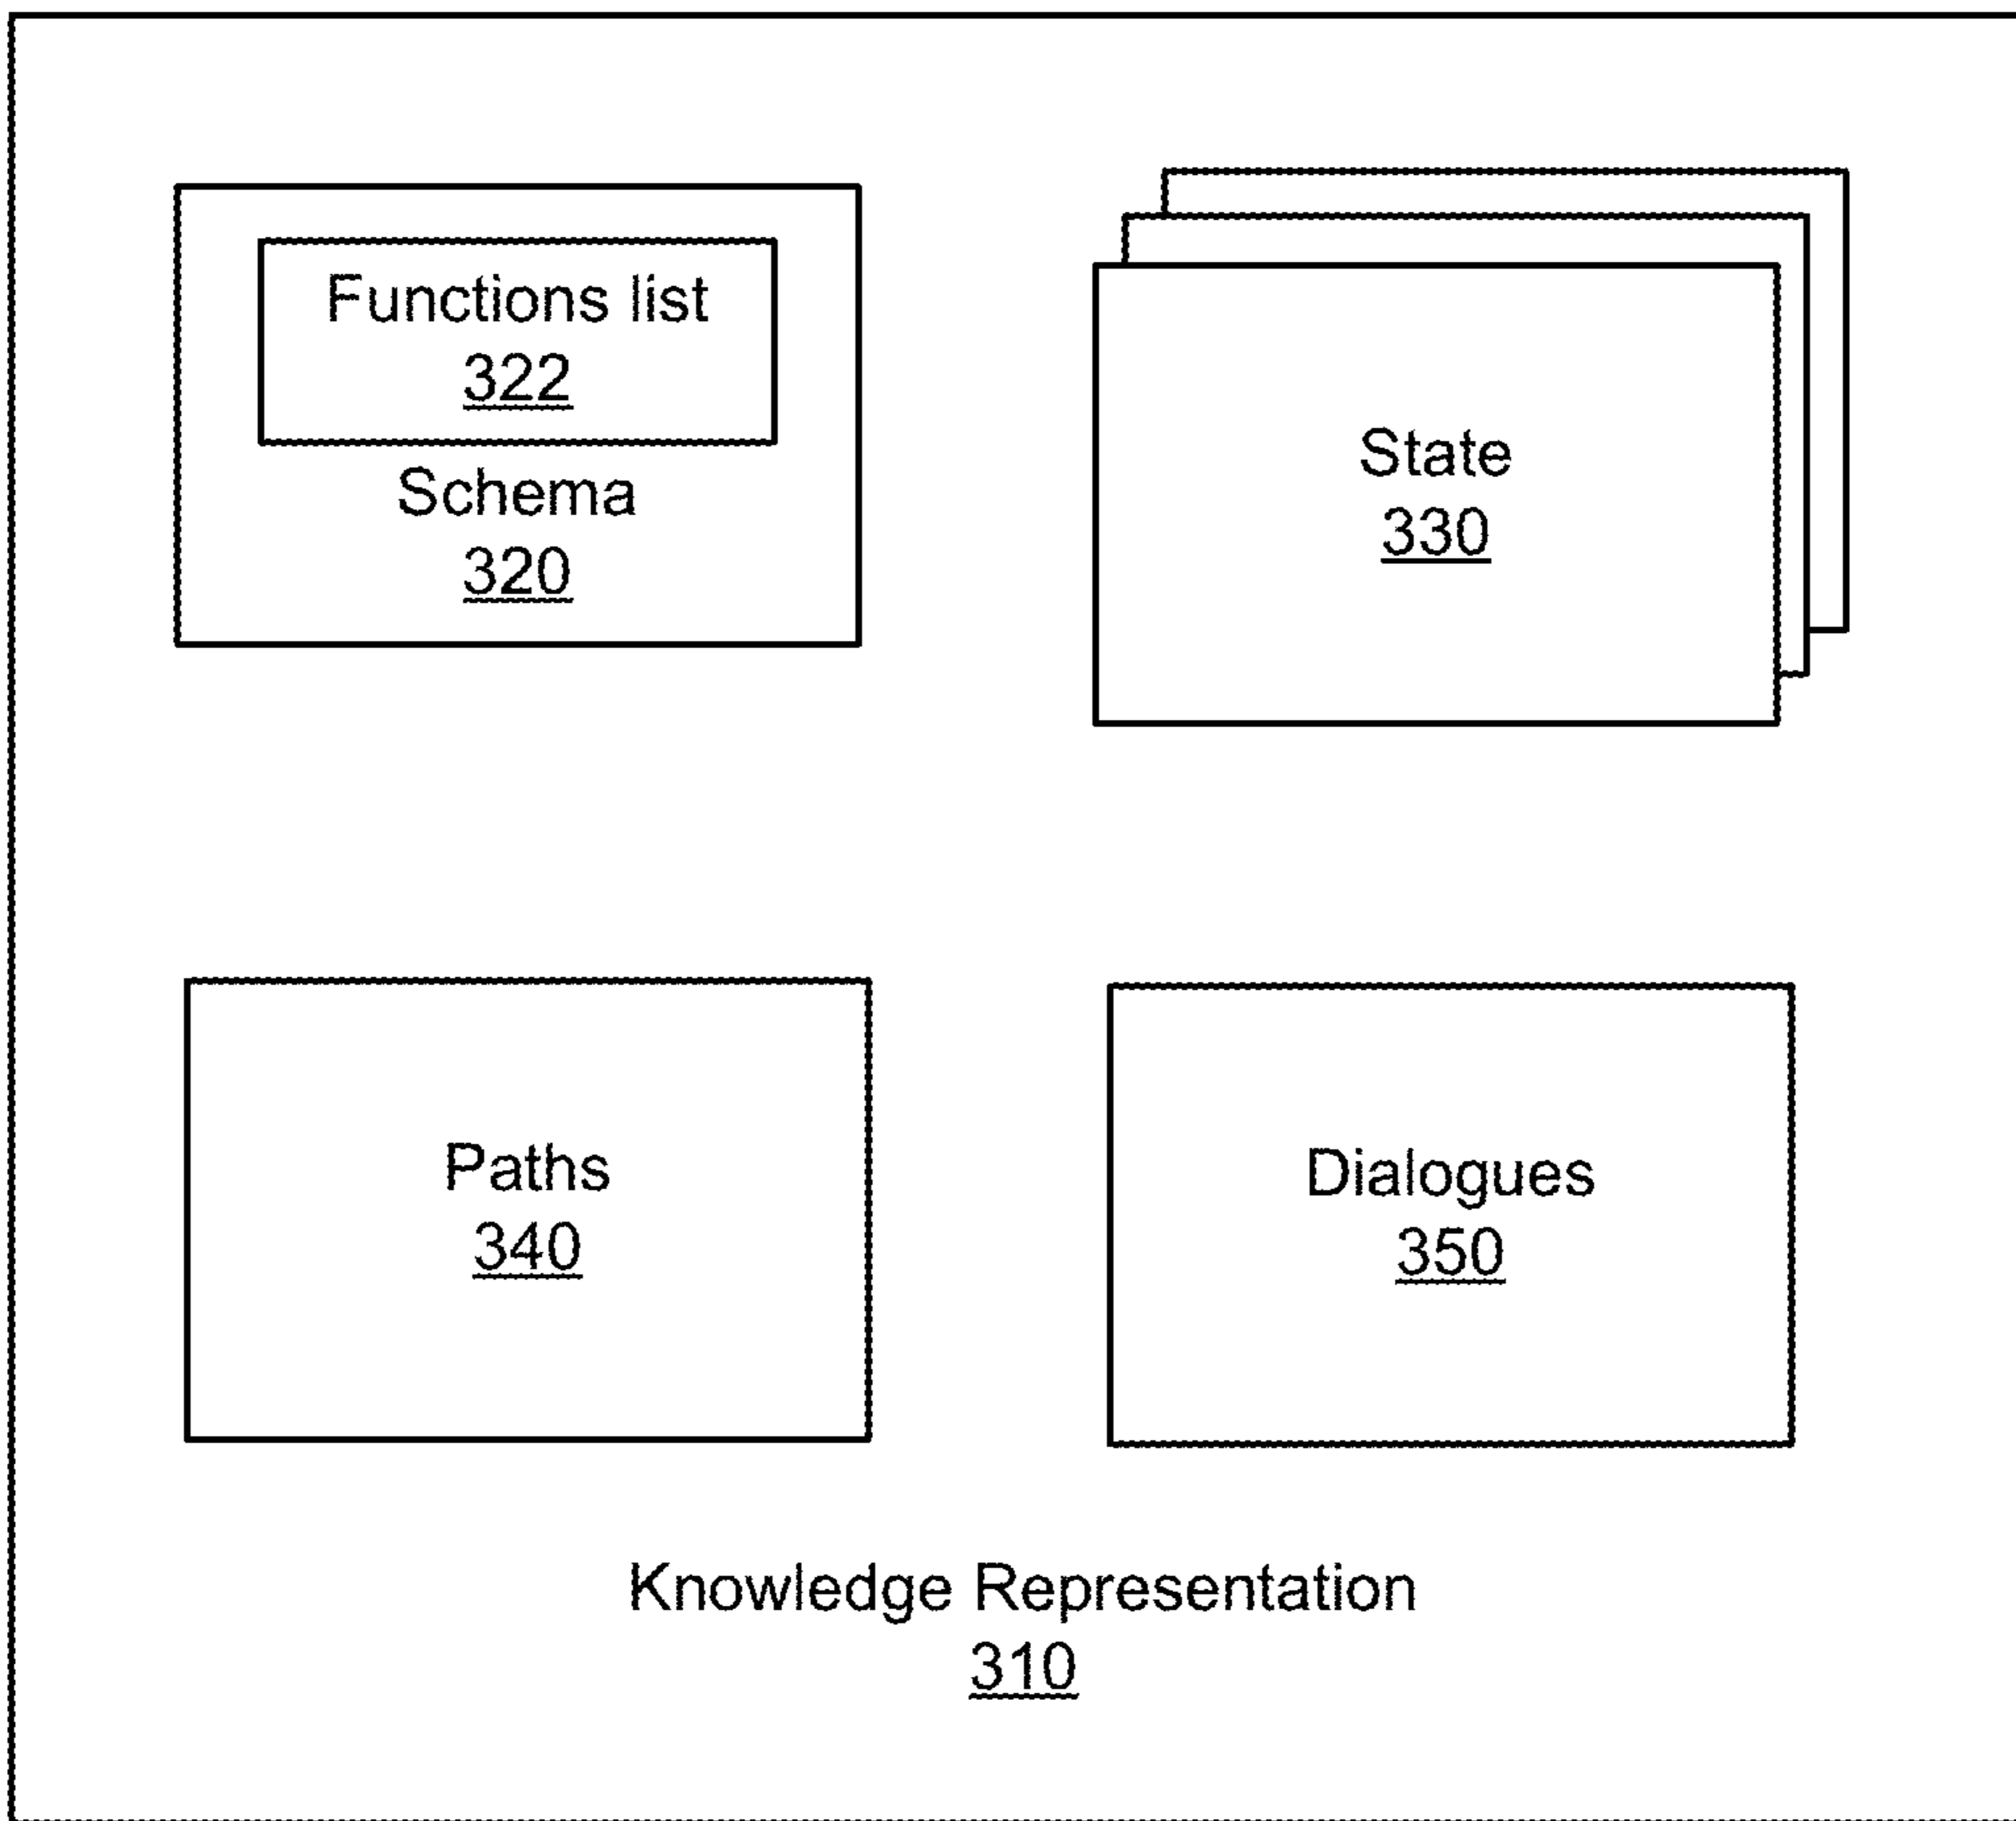 Functions list
322
Schema
320
State
330
Paths
340
Dialogues
350
Knowledge Representation
310